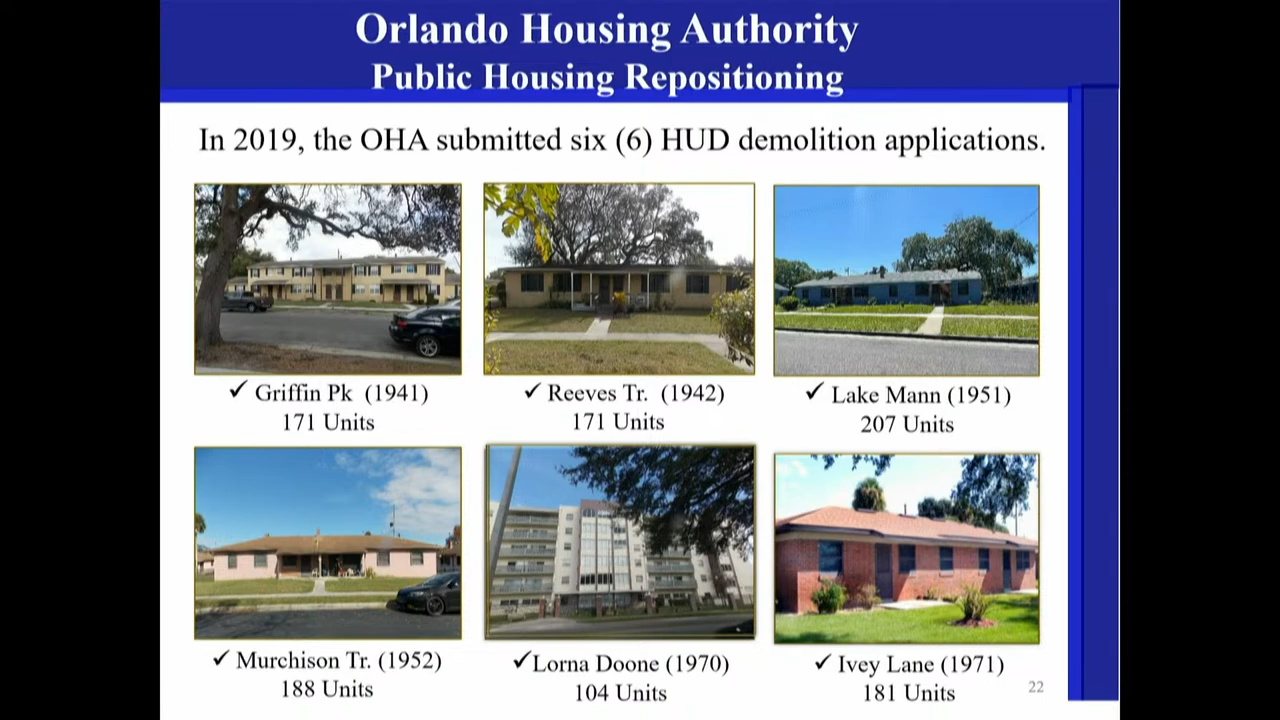 Orlando Housing Authority
Public Housing Repositioning
In 2019, the OHA submitted six (6) HUD demolition applications.
✓ Griffin Pk (1941)
171 Units
✓ Reeves Tr. (1942)
171 Units
✓ Lake Mann (1951)
207 Units
✓ Murchison Tr. (1952)
188 Units
✓Lorna Doone (1970)
104 Units
✓ Ivey Lane (1971)
181 Units
22